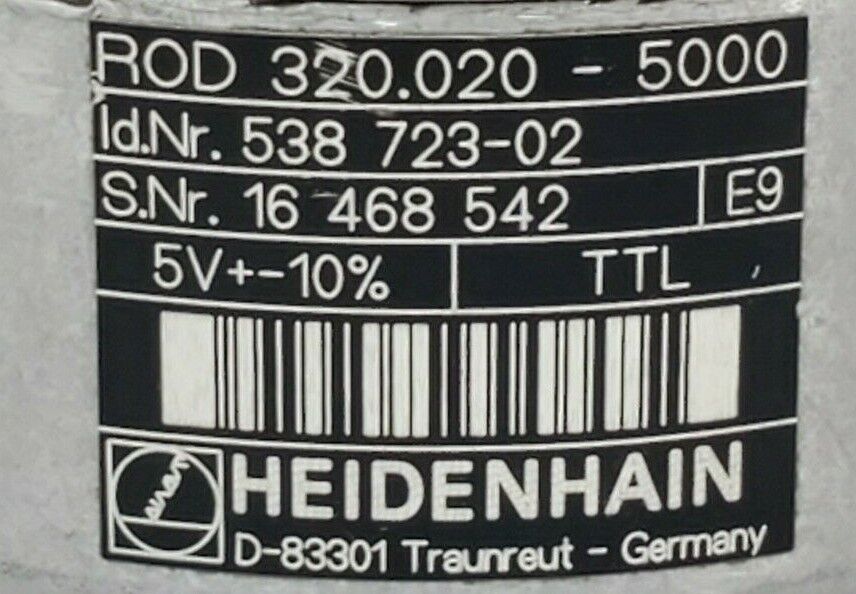 ROD 320.020 - 5000
Id.Nr. 538 723-02
S.Nr. 16 468 542 E9
5V+-10% TTL
HEIDENHAIN
D-83301 Traunreut - Germany